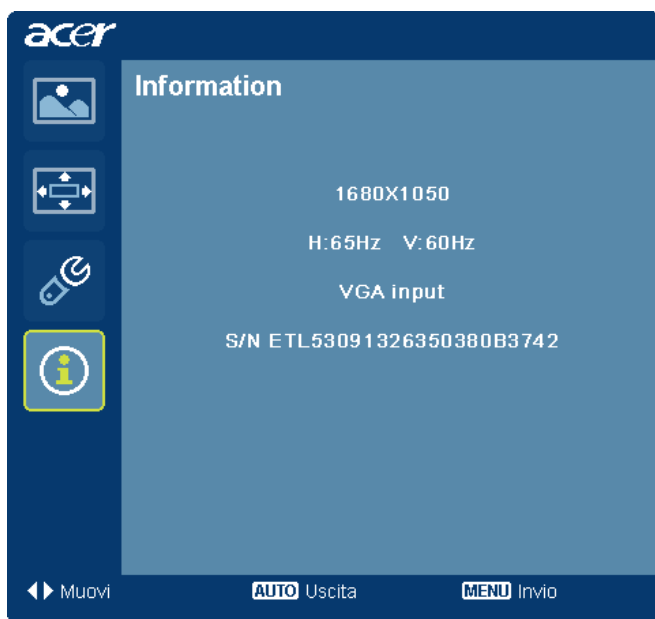 acer
Information
1680X1050
H:65Hz V:60Hz
VGA input
S/N ETL53091326350380B3742
Muovi AUTO Uscita MENU Invio